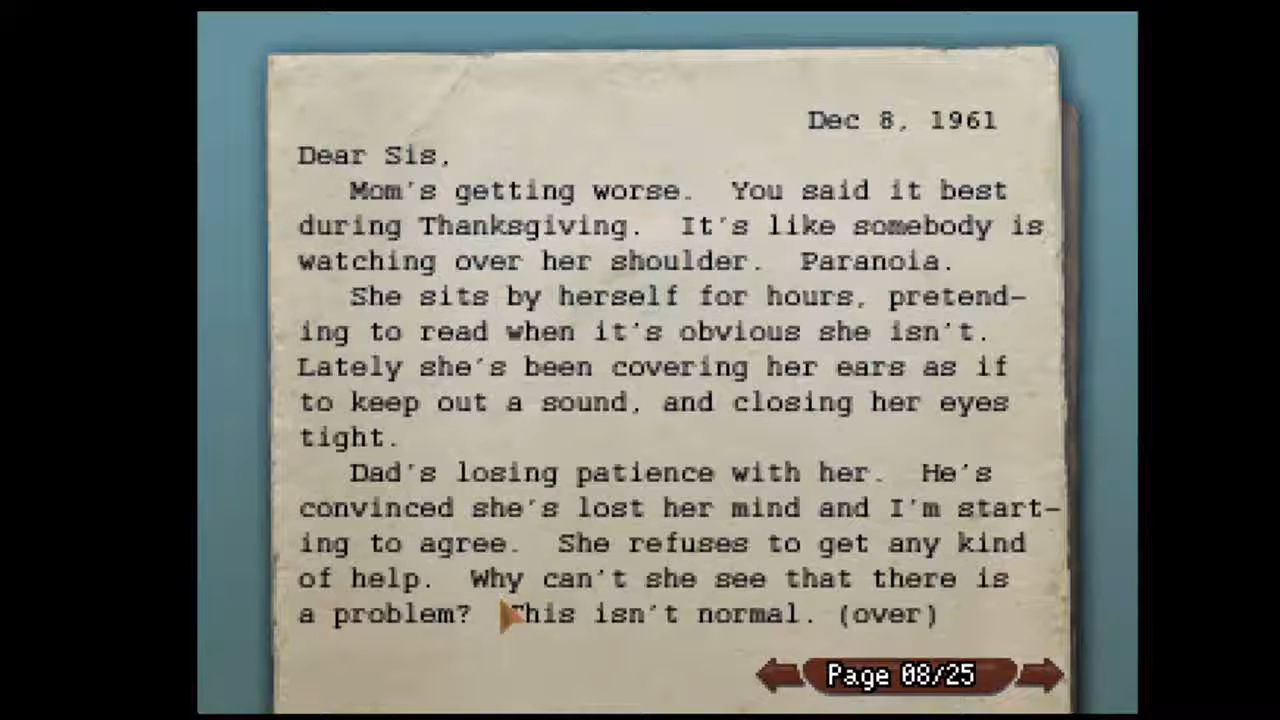 Dec 8, 1961
Dear Sis,
Mom's getting worse. You said it best
during Thanksgiving. It's like somebody is
watching over her shoulder. Paranoia.
She sits by herself for hours, pretend-
ing to read when it's obvious she isn't.
Lately she's been covering her ears as if
to keep out a sound, and closing her eyes
tight.
Dad's losing patience with her. He's
convinced she's lost her mind and I'm start-
ing to agree. She refuses to get any kind
of help. Why can't she see that there is
a problem? This isn't normal. (over)
Page 08/25